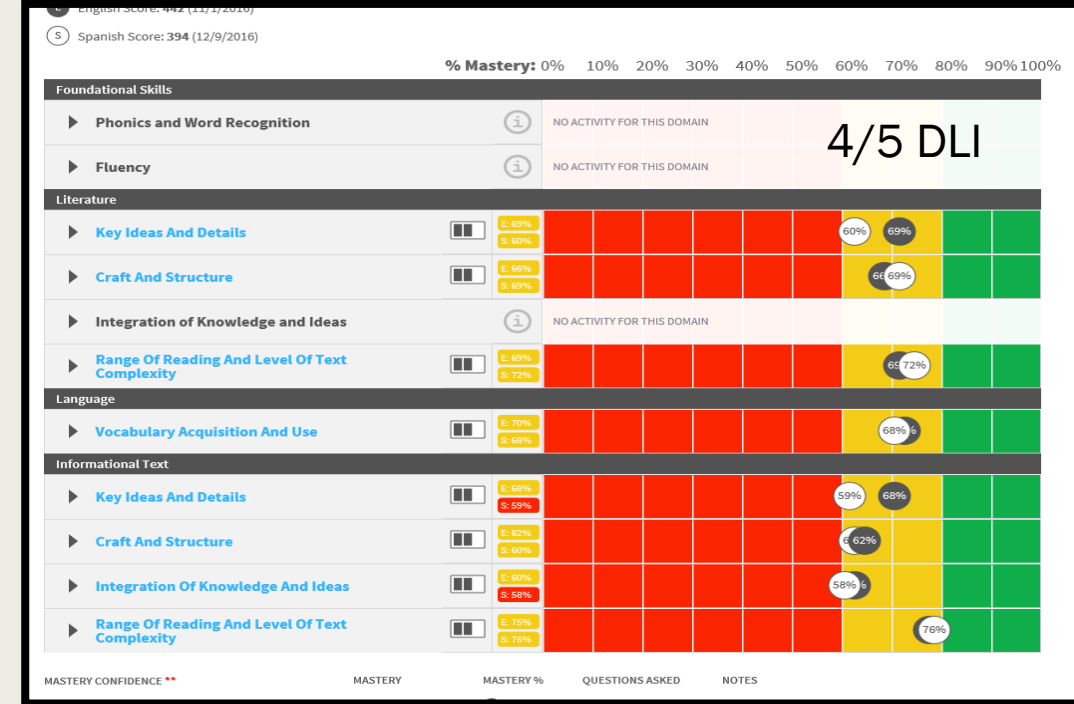 E English Score: 442 (11/1/2016)
S Spanish Score: 394 (12/9/2016)
% Mastery: 0% 10% 20% 30% 40% 50% 60% 70% 80% 90% 100%
Foundational Skills
Phonics and Word Recognition i NO ACTIVITY FOR THIS DOMAIN
4/5 DLI
Fluency i NO ACTIVITY FOR THIS DOMAIN
Literature
Key Ideas And Details E: 69% 60% 69%
S: 60%
Craft And Structure E: 66% 66 69%
S: 69%
Integration of Knowledge and Ideas i NO ACTIVITY FOR THIS DOMAIN
Range Of Reading And Level Of Text E: 69% 69 72%
Complexity S: 72%
Language
Vocabulary Acquisition And Use E: 70% 68% %
S: 68%
Informational Text
Key Ideas And Details E: 68% 59% 68%
S: 59%
Craft And Structure E: 62% 6 62%
S: 60%
Integration Of Knowledge And Ideas E: 60% 58% %
S: 58%
Range Of Reading And Level Of Text E: 75% 76%
Complexity S: 76%
MASTERY CONFIDENCE ** MASTERY MASTERY % QUESTIONS ASKED NOTES